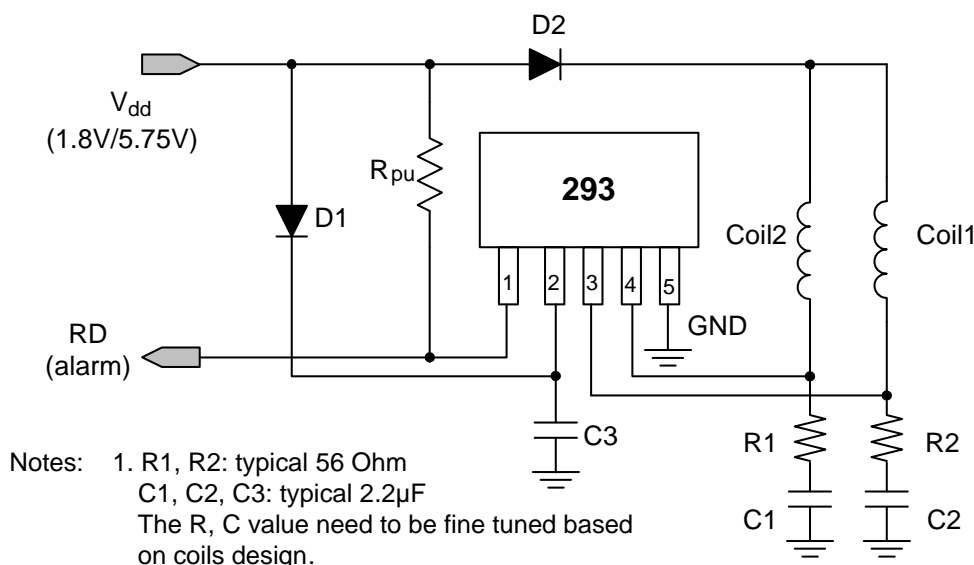 D2
V_dd
(1.8V/5.75V)
R_pu
293
D1
Coil2
Coil1
1 2 3 4 5
GND
RD
(alarm)
C3
R1
R2
C1
C2
Notes: 1. R1, R2: typical 56 Ohm
C1, C2, C3: typical 2.2µF
The R, C value need to be fine tuned based
on coils design.